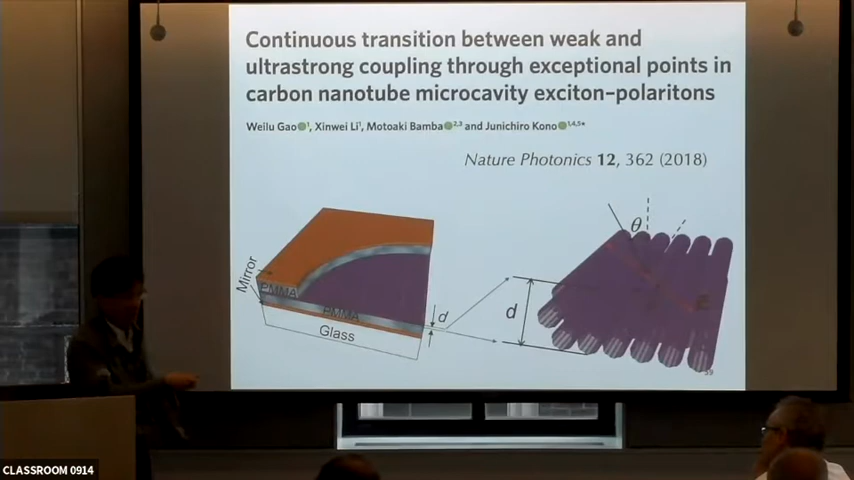 Continuous transition between weak and
ultrastrong coupling through exceptional points in
carbon nanotube microcavity exciton–polaritons
Weilu Gao¹, Xinwei Li¹, Motoaki Bamba²,³ and Junichiro Kono¹,⁴,⁵*
Nature Photonics 12, 362 (2018)
θ
Mirror
PMMA
PMMA
Glass
d
d
39
CLASSROOM 0914